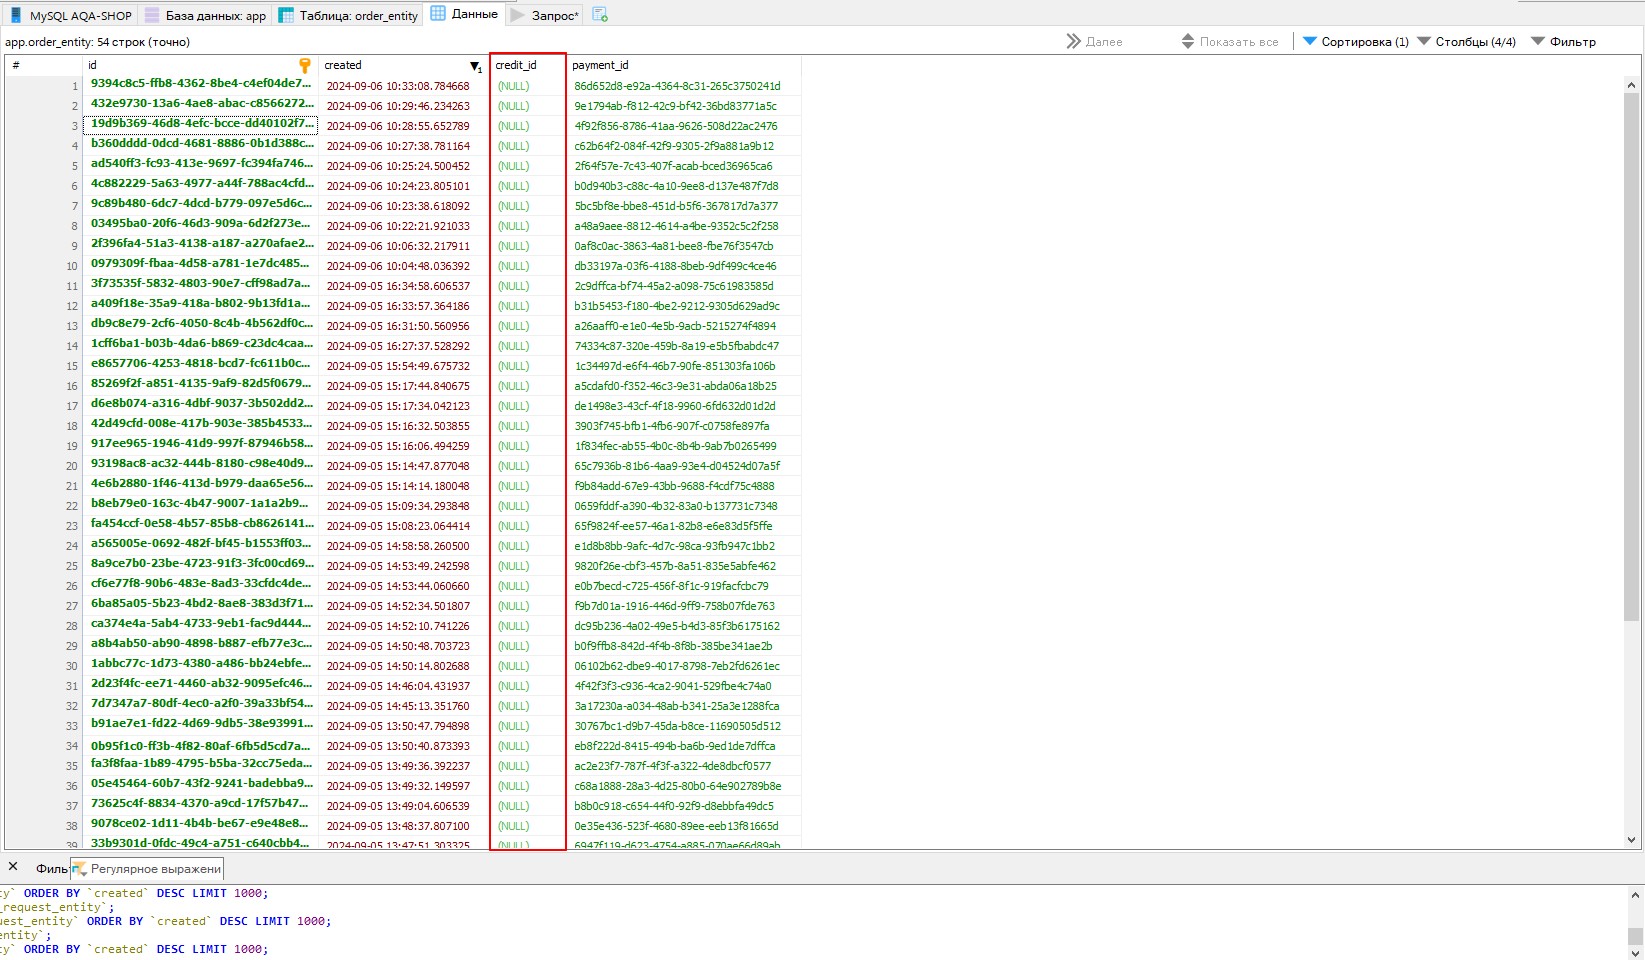 MySQL AQA-SHOP База данных: app Таблица: order_entity Данные Запрос*
app.order_entity: 54 строк (точно) Далее Показать все Сортировка (1) Столбцы (4/4) Фильтр
# id created 1 credit_id payment_id
1 9394c8c5-ffb8-4362-8be4-c4ef04de7... 2024-09-06 10:33:08.784668 (NULL) 86d652d8-e92a-4364-8c31-265c3750241d
2 432e9730-13a6-4ae8-abac-c8566272... 2024-09-06 10:29:46.234263 (NULL) 9e1794ab-f812-42c9-bf42-36bd83771a5c
3 19d9b369-46d8-4efc-bcce-dd40102f7... 2024-09-06 10:28:55.652789 (NULL) 4f92f856-8786-41aa-9626-508d22ac2476
4 b360dddd-0dcd-4681-8886-0b1d388c... 2024-09-06 10:27:38.781164 (NULL) c62b64f2-084f-42f9-9305-2f9a881a9b12
5 ad540ff3-fc93-413e-9697-fc394fa746... 2024-09-06 10:25:24.500452 (NULL) 2f64f57e-7c43-407f-acab-bced36965ca6
6 4c882229-5a63-4977-a44f-788ac4cfd... 2024-09-06 10:24:23.805101 (NULL) b0d940b3-c88c-4a10-9ee8-d137e487f7d8
7 9c89b480-6dc7-4dcd-b779-097e5d6c... 2024-09-06 10:23:38.618092 (NULL) 5bc5bf8e-bbe8-451d-b5f6-367817d7a377
8 03495ba0-20f6-46d3-909a-6d2f273e... 2024-09-06 10:22:21.921033 (NULL) a48a9aee-8812-4614-a4be-9352c5c2f258
9 2f396fa4-51a3-4138-a187-a270afae2... 2024-09-06 10:06:32.217911 (NULL) 0af8c0ac-3863-4a81-bee8-fbe76f3547cb
10 0979309f-fbaa-4d58-a781-1e7dc485... 2024-09-06 10:04:48.036392 (NULL) db33197a-03f6-4188-8beb-9df499c4ce46
11 3f73535f-5832-4803-90e7-cff98ad7a... 2024-09-05 16:34:58.606537 (NULL) 2c9dffca-bf74-45a2-a098-75c61983585d
12 a409f18e-35a9-418a-b802-9b13fd1a... 2024-09-05 16:33:57.364186 (NULL) b31b5453-f180-4be2-9212-9305d629ad9c
13 db9c8e79-2cf6-4050-8c4b-4b562df0c... 2024-09-05 16:31:50.560956 (NULL) a26aaff0-e1e0-4e5b-9acb-5215274f4894
14 1cff6ba1-b03b-4da6-b869-c23dc4caa... 2024-09-05 16:27:37.528292 (NULL) 74334c87-320e-459b-8a19-e5b5fbabdc47
15 e8657706-4253-4818-bcd7-fc611b0c... 2024-09-05 15:54:49.675732 (NULL) 1c34497d-e6f4-46b7-90fe-851303fa106b
16 85269f2f-a851-4135-9af9-82d5f0679... 2024-09-05 15:17:44.840675 (NULL) a5cdafd0-f352-46c3-9e31-abda06a18b25
17 d6e8b074-a316-4dbf-9037-3b502dd2... 2024-09-05 15:17:34.042123 (NULL) de1498e3-43cf-4f18-9960-6fd632d01d2d
18 42d49cfd-008e-417b-903e-385b4533... 2024-09-05 15:16:32.503855 (NULL) 3903f745-bfb1-4fb6-907f-c0758fe897fa
19 917ee965-1946-41d9-997f-87946b58... 2024-09-05 15:16:06.494259 (NULL) 1f834fec-ab55-4b0c-8b4b-9ab7b0265499
20 93198ac8-ac32-444b-8180-c98e40d9... 2024-09-05 15:14:47.877048 (NULL) 65c7936b-81b6-4aa9-93e4-d04524d07a5f
21 4e6b2880-1f46-413d-b979-daa65e56... 2024-09-05 15:14:14.180048 (NULL) f9b84add-67e9-43bb-9688-f4cdf75c4888
22 b8eb79e0-163c-4b47-9007-1a1a2b9... 2024-09-05 15:09:34.293848 (NULL) 0659fddf-a390-4b32-83a0-b137731c7348
23 fa454ccf-0e58-4b57-85b8-cb8626141... 2024-09-05 15:08:23.064414 (NULL) 65f9824f-ee57-46a1-82b8-e6e83d5f5ffe
24 a565005e-0692-482f-bf45-b1553ff03... 2024-09-05 14:58:58.260500 (NULL) e1d8b8bb-9afc-4d7c-98ca-93fb947c1bb2
25 8a9ce7b0-23be-4723-91f3-3fc00cd69... 2024-09-05 14:53:49.242598 (NULL) 9820f26e-cbf3-457b-8a51-835e5abfe462
26 cf6e77f8-90b6-483e-8ad3-33cfdc4de... 2024-09-05 14:53:44.060660 (NULL) e0b7becd-c725-456f-8f1c-919facfcbc79
27 6ba85a05-5b23-4bd2-8ae8-383d3f71... 2024-09-05 14:52:34.501807 (NULL) f9b7d01a-1916-446d-9ff9-758b07fde763
28 ca374e4a-5ab4-4733-9eb1-fac9d444... 2024-09-05 14:52:10.741226 (NULL) dc95b236-4a02-49e5-b4d3-85f3b6175162
29 a8b4ab50-ab90-4898-b887-efb77e3c... 2024-09-05 14:50:48.703723 (NULL) b0f9ffb8-842d-4f4b-8f8b-385be341ae2b
30 1abbc77c-1d73-4380-a486-bb24ebfe... 2024-09-05 14:50:14.802688 (NULL) 06102b62-dbe9-4017-8798-7eb2fd6261ec
31 2d23f4fc-ee71-4460-ab32-9095efc46... 2024-09-05 14:46:04.431937 (NULL) 4f42f3f3-c936-4ca2-9041-529fbe4c74a0
32 7d7347a7-80df-4ec0-a2f0-39a33bf54... 2024-09-05 14:45:13.351760 (NULL) 3a17230a-a034-48ab-b341-25a3e1288fca
33 b91ae7e1-fd22-4d69-9db5-38e93991... 2024-09-05 13:50:47.794898 (NULL) 30767bc1-d9b7-45da-b8ce-11690505d512
34 0b95f1c0-ff3b-4f82-80af-6fb5d5cd7a... 2024-09-05 13:50:40.873393 (NULL) eb8f222d-8415-494b-ba6b-9ed1de7dffca
35 fa3f8faa-1b89-4795-b5ba-32cc75eda... 2024-09-05 13:49:36.392237 (NULL) ac2e23f7-787f-4f3f-a322-4de8dbcf0577
36 05e45464-60b7-43f2-9241-badebba9... 2024-09-05 13:49:32.149597 (NULL) c68a1888-28a3-4d25-80b0-64e902789b8e
37 73625c4f-8834-4370-a9cd-17f57b47... 2024-09-05 13:49:04.606539 (NULL) b8b0c918-c654-44f0-92f9-d8ebbfa49dc5
38 9078ce02-1d11-4b4b-be67-e9e48e8... 2024-09-05 13:48:37.807100 (NULL) 0e35e436-523f-4680-89ee-eeb13f81665d
39 33b9301d-0fdc-49c4-a751-c640cbb4... 2024-09-05 13:47:51.303325 (NULL) 6947f119-d623-4754-a885-070ae66d89ab
Фильт Регулярное выражени
ty` ORDER BY `created` DESC LIMIT 1000;
_request_entity`;
uest_entity` ORDER BY `created` DESC LIMIT 1000;
entity`;
ty` ORDER BY `created` DESC LIMIT 1000;